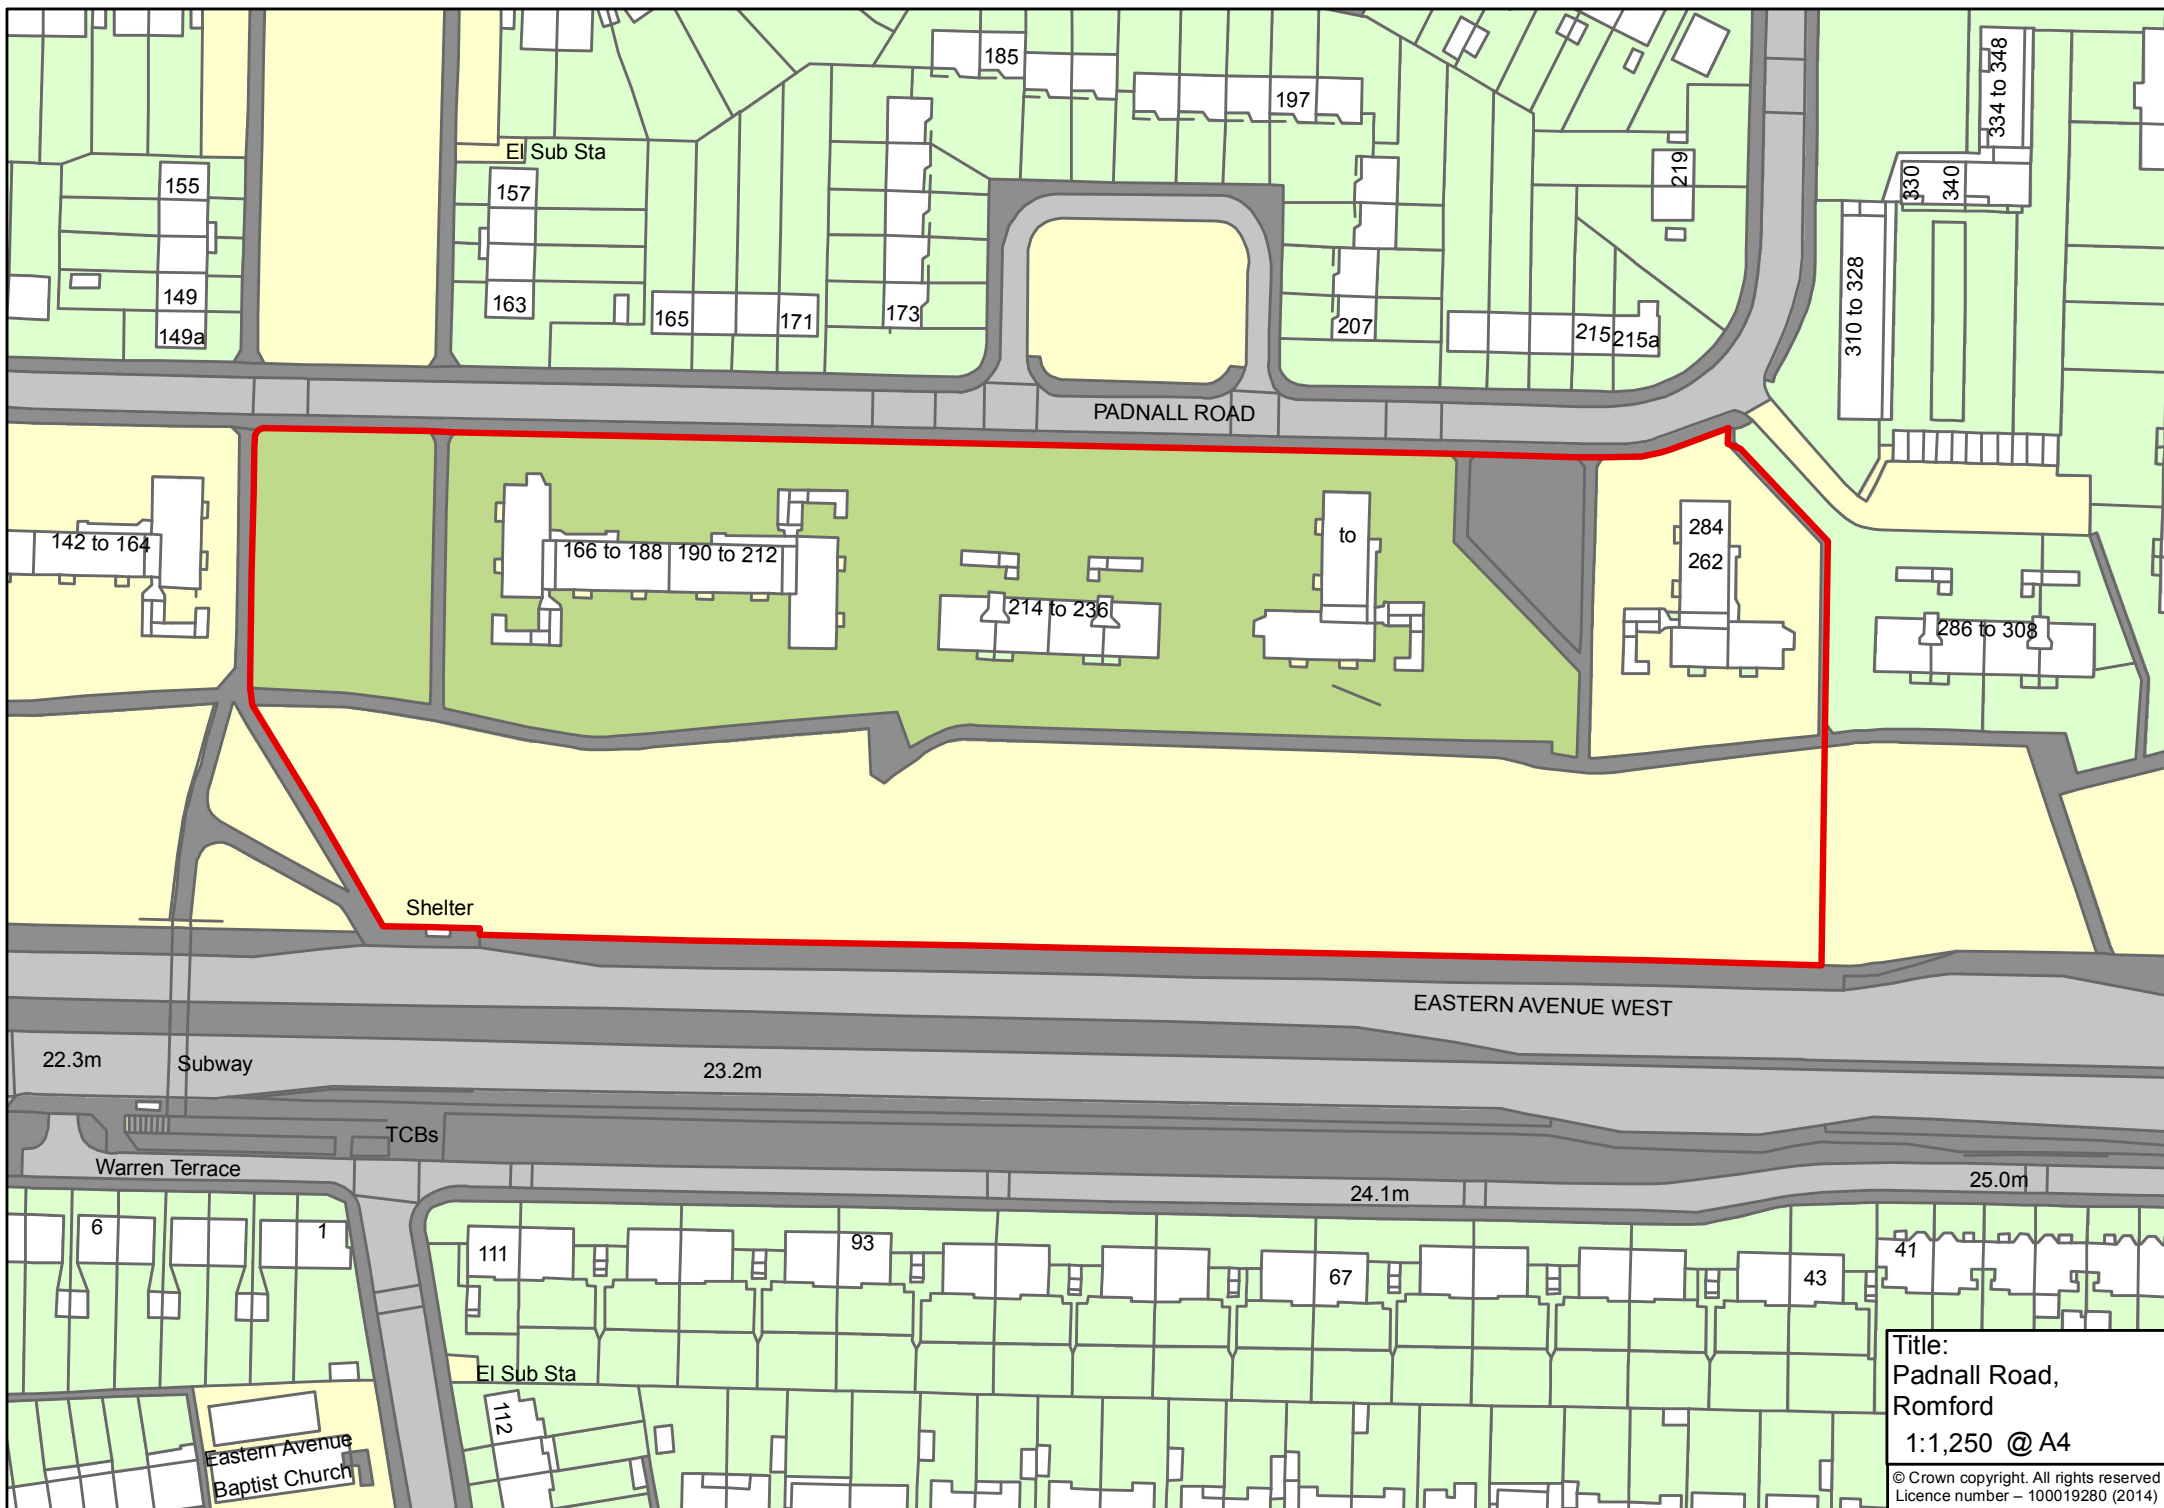 185
197
334 to 348
El Sub Sta
155
157
219
330
340
149
163
165
171
173
207
215
215a
310 to 328
149a
PADNALL ROAD
142 to 164
166 to 188
190 to 212
to
284
262
214 to 236
286 to 308
Shelter
EASTERN AVENUE WEST
22.3m
Subway
23.2m
TCBs
Warren Terrace
24.1m
25.0m
6
1
111
93
67
43
41
El Sub Sta
112
Eastern Avenue
Baptist Church
Title:
Padnall Road,
Romford
1:1,250 @ A4
© Crown copyright. All rights reserved
Licence number – 100019280 (2014)